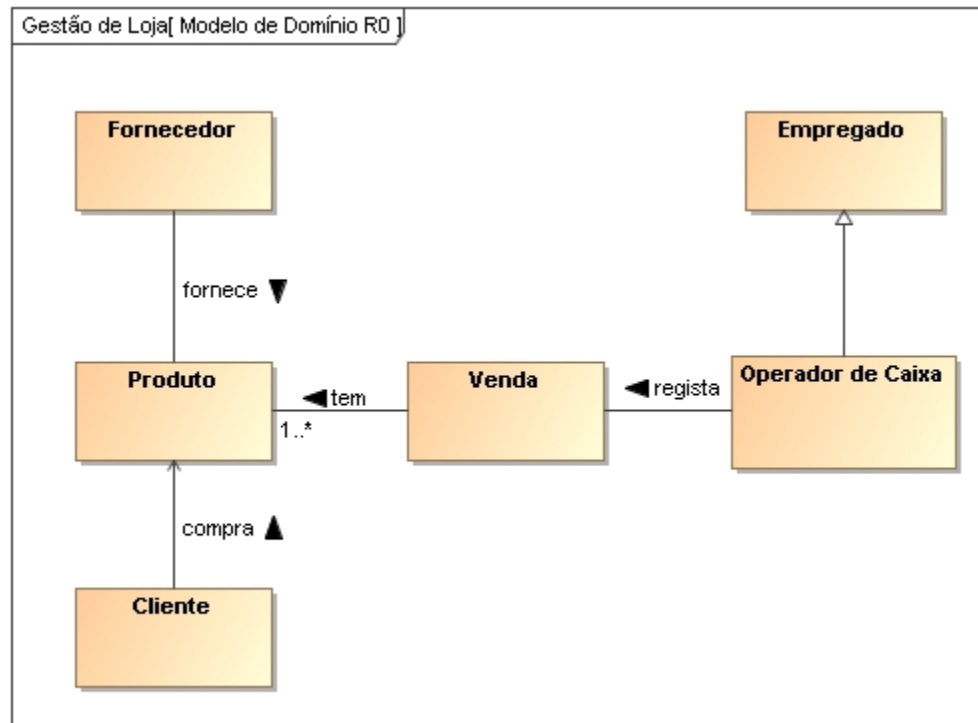 Gestão de Loja[ Modelo de Domínio R0 ]
Fornecedor
Empregado
fornece
Produto
Venda
Operador de Caixa
tem
regista
1..*
compra
Cliente